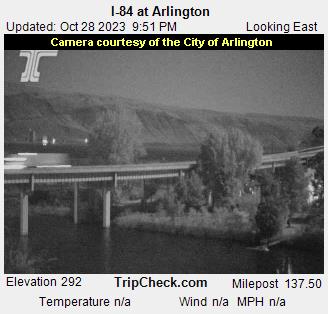 I-84 at Arlington
Updated: Oct 28 2023 9:51 PM Looking East
Camera courtesy of the City of Arlington
Elevation 292 TripCheck.com Milepost 137.50
Temperature n/a Wind n/a MPH n/a